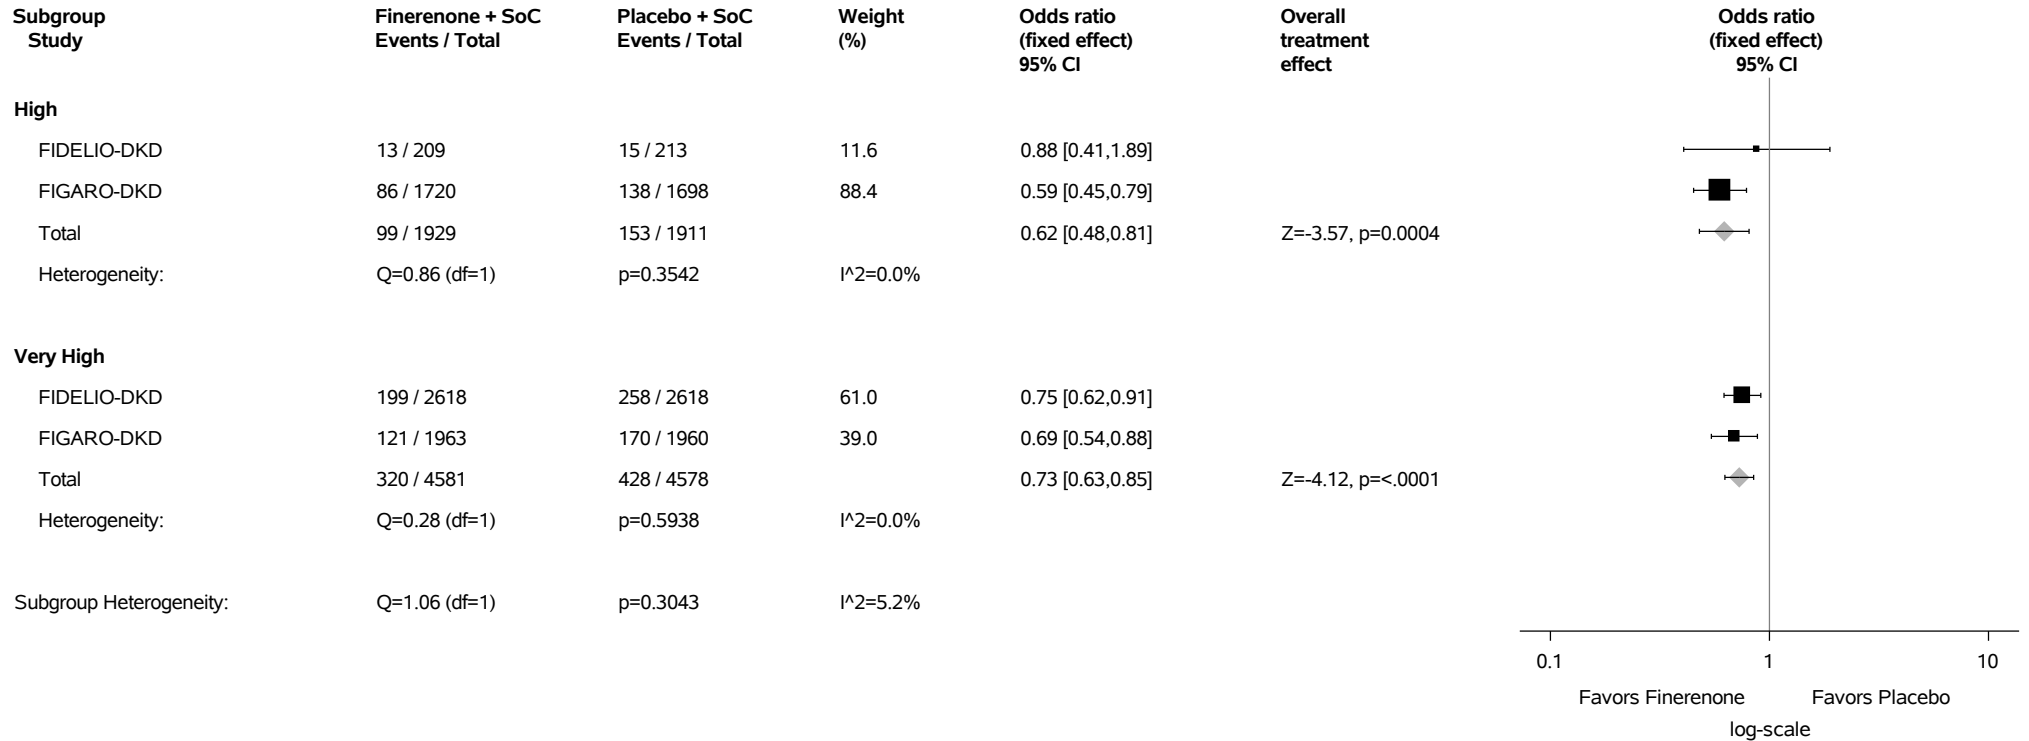 Subgroup Finerenone + SoC Placebo + SoC Weight Odds ratio Overall Odds ratio
Study Events / Total Events / Total (%) (fixed effect) treatment (fixed effect)
95% CI effect 95% CI
High
FIDELIO-DKD 13 / 209 15 / 213 11.6 0.88 [0.41,1.89]
FIGARO-DKD 86 / 1720 138 / 1698 88.4 0.59 [0.45,0.79]
Total 99 / 1929 153 / 1911 0.62 [0.48,0.81] Z=-3.57, p=0.0004
Heterogeneity: Q=0.86 (df=1) p=0.3542 I^2=0.0%
Very High
FIDELIO-DKD 199 / 2618 258 / 2618 61.0 0.75 [0.62,0.91]
FIGARO-DKD 121 / 1963 170 / 1960 39.0 0.69 [0.54,0.88]
Total 320 / 4581 428 / 4578 0.73 [0.63,0.85] Z=-4.12, p=<.0001
Heterogeneity: Q=0.28 (df=1) p=0.5938 I^2=0.0%
Subgroup Heterogeneity: Q=1.06 (df=1) p=0.3043 I^2=5.2%
0.1 1 10
Favors Finerenone Favors Placebo
log-scale